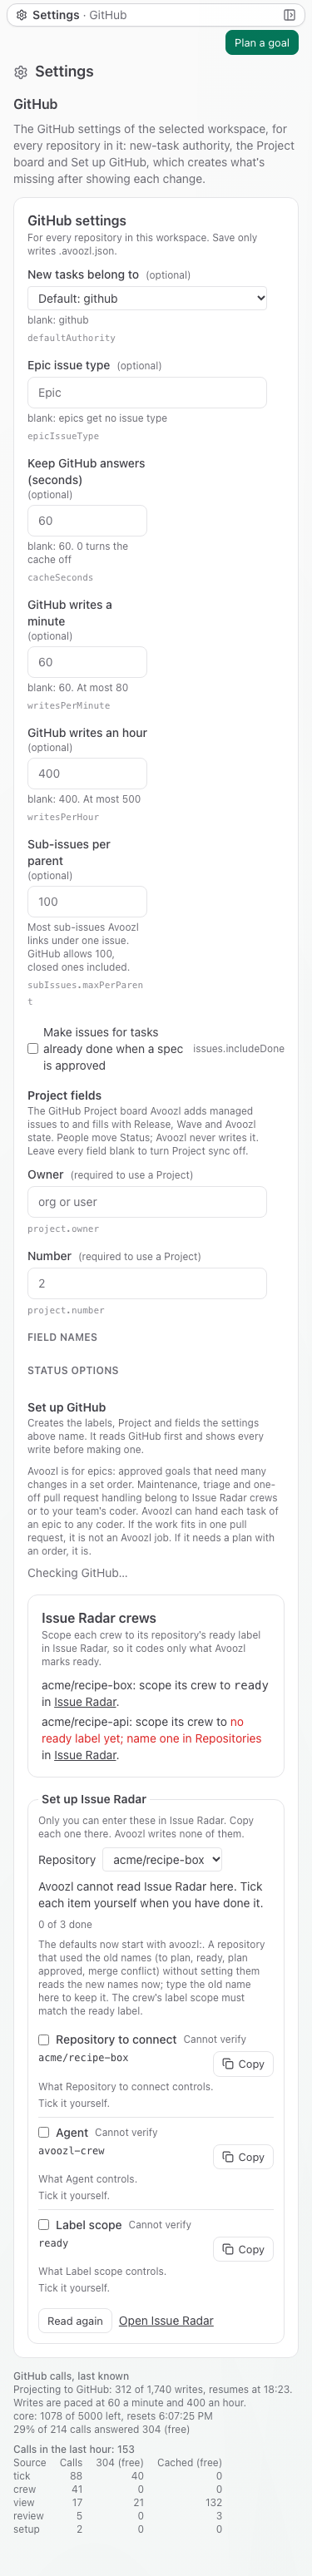 Settings · GitHub
Plan a goal
Settings
GitHub
The GitHub settings of the selected workspace, for
every repository in it: new-task authority, the Project
board and Set up GitHub, which creates what's
missing after showing each change.
GitHub settings
For every repository in this workspace. Save only
writes .avoozl.json.
New tasks belong to (optional)
Default: github
blank: github
defaultAuthority
Epic issue type (optional)
Epic
blank: epics get no issue type
epicIssueType
Keep GitHub answers
(seconds)
(optional)
60
blank: 60. 0 turns the
cache off
cacheSeconds
GitHub writes a
minute
(optional)
60
blank: 60. At most 80
writesPerMinute
GitHub writes an hour
(optional)
400
blank: 400. At most 500
writesPerHour
Sub-issues per
parent
(optional)
100
Most sub-issues Avoozl
links under one issue.
GitHub allows 100,
closed ones included.
subIssues.maxPerParen
t
Make issues for tasks
already done when a spec issues.includeDone
is approved
Project fields
The GitHub Project board Avoozl adds managed
issues to and fills with Release, Wave and Avoozl
state. People move Status; Avoozl never writes it.
Leave every field blank to turn Project sync off.
Owner (required to use a Project)
org or user
project.owner
Number (required to use a Project)
2
project.number
FIELD NAMES
STATUS OPTIONS
Set up GitHub
Creates the labels, Project and fields the settings
above name. It reads GitHub first and shows every
write before making one.
Avoozl is for epics: approved goals that need many
changes in a set order. Maintenance, triage and one-
off pull request handling belong to Issue Radar crews
or to your team's coder. Avoozl can hand each task of
an epic to any coder. If the work fits in one pull
request, it is not an Avoozl job. If it needs a plan with
an order, it is.
Checking GitHub...
Issue Radar crews
Scope each crew to its repository's ready label
in Issue Radar, so it codes only what Avoozl
marks ready.
acme/recipe-box: scope its crew to ready
in Issue Radar.
acme/recipe-api: scope its crew to no
ready label yet; name one in Repositories
in Issue Radar.
Set up Issue Radar
Only you can enter these in Issue Radar. Copy
each one there. Avoozl writes none of them.
Repository acme/recipe-box
Avoozl cannot read Issue Radar here. Tick
each item yourself when you have done it.
0 of 3 done
The defaults now start with avoozl:. A repository
that used the old names (to plan, ready, plan
approved, merge conflict) without setting them
reads the new names now; type the old name
here to keep it. The crew's label scope must
match the ready label.
Repository to connect Cannot verify
acme/recipe-box
Copy
What Repository to connect controls.
Tick it yourself.
Agent Cannot verify
avoozl-crew
Copy
What Agent controls.
Tick it yourself.
Label scope Cannot verify
ready
Copy
What Label scope controls.
Tick it yourself.
Read again Open Issue Radar
GitHub calls, last known
Projecting to GitHub: 312 of 1,740 writes, resumes at 18:23.
Writes are paced at 60 a minute and 400 an hour.
core: 1078 of 5000 left, resets 6:07:25 PM
29% of 214 calls answered 304 (free)
Calls in the last hour: 153
Source Calls 304 (free) Cached (free)
tick 88 40 0
crew 41 0 0
view 17 21 132
review 5 0 3
setup 2 0 0